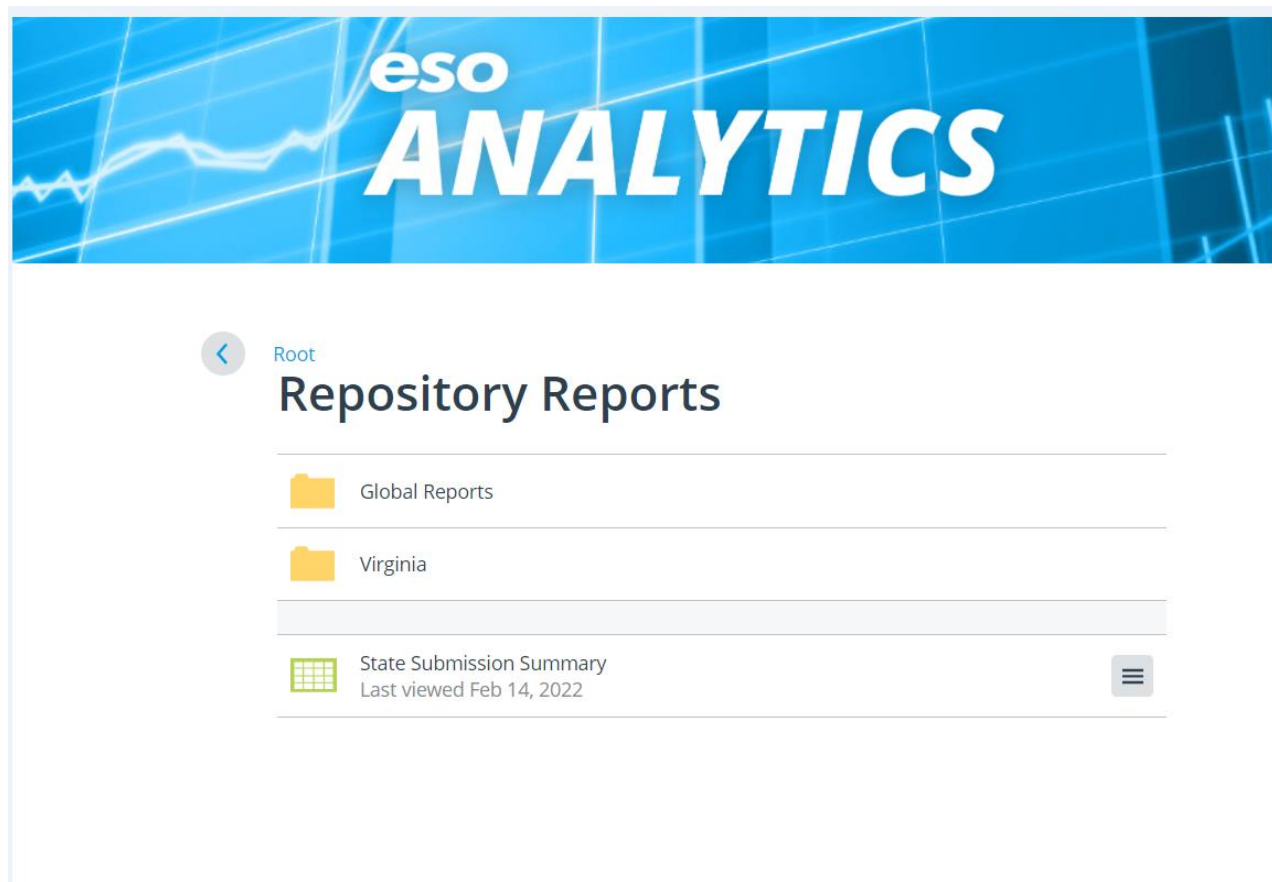 eso
ANALYTICS
Root
Repository Reports
Global Reports
Virginia
State Submission Summary
Last viewed Feb 14, 2022